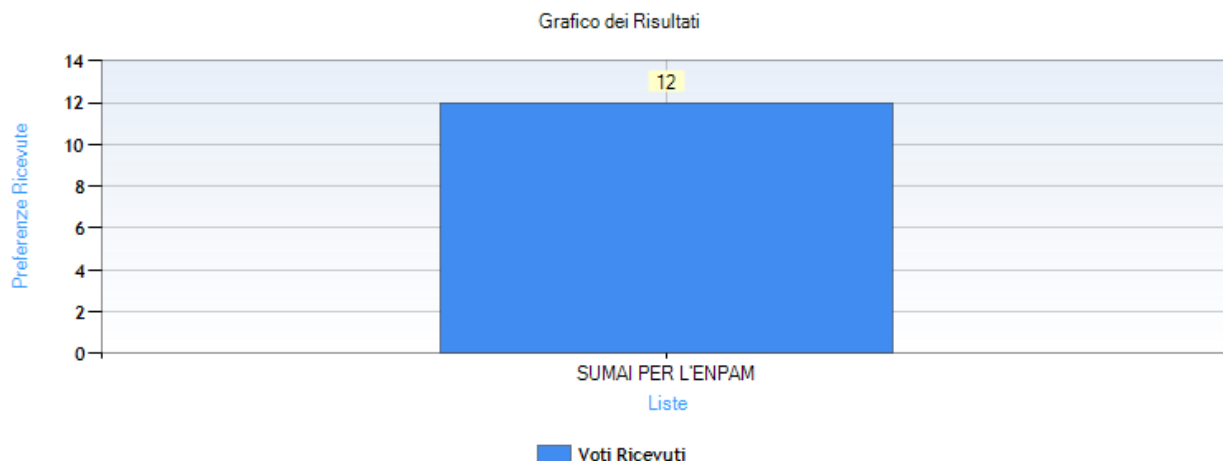 Grafico dei Risultati
14
12
12
10
8
6
4
2
0
Preferenze Ricevute
SUMAI PER L'ENPAM
Liste
Voti Ricevuti